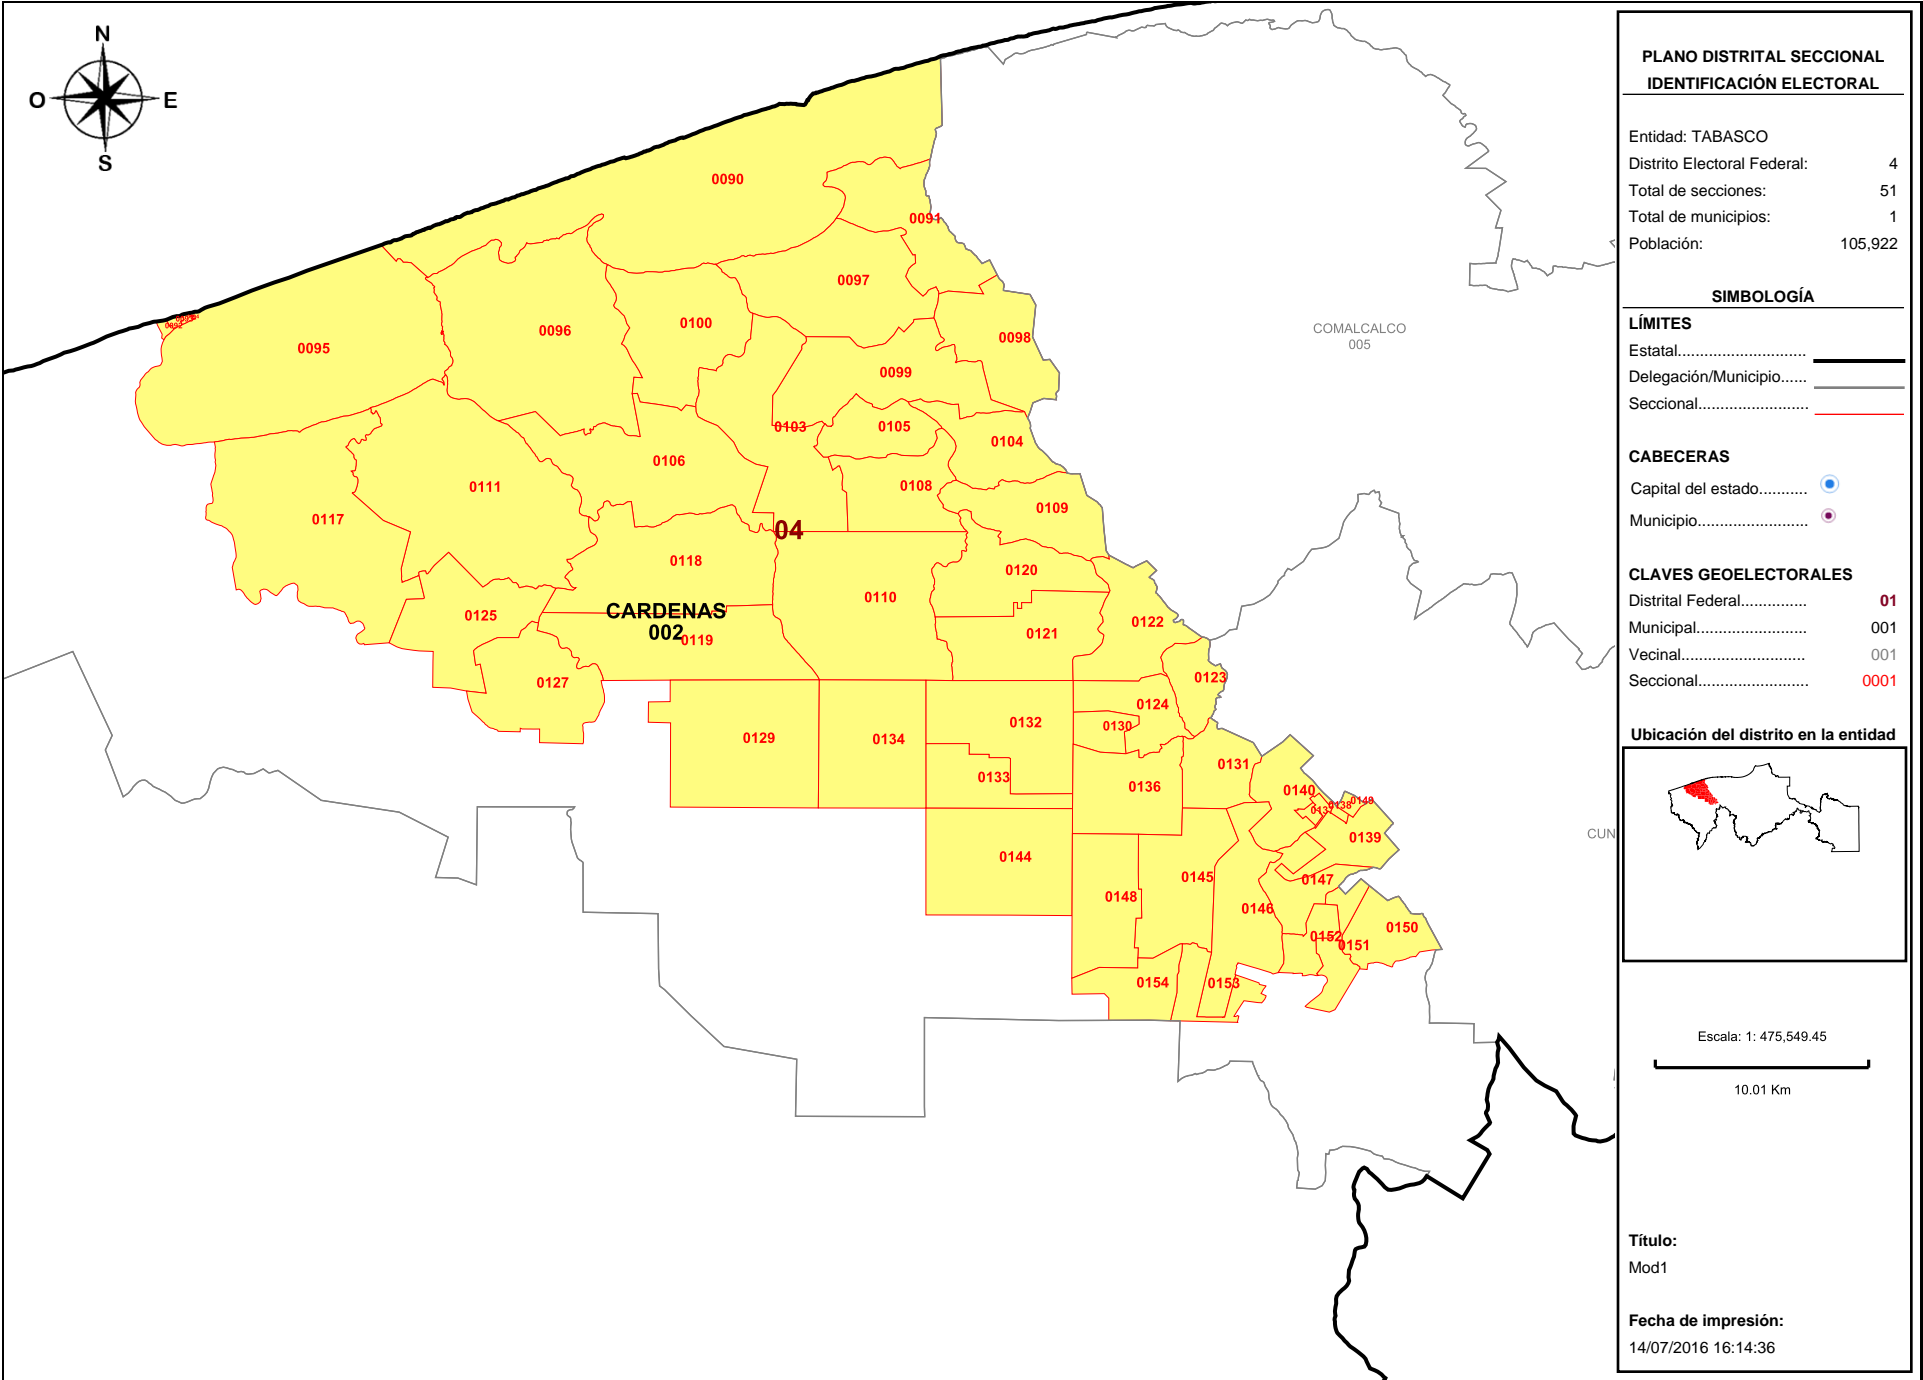 N
O
E
S
0090
0091
0097
0092
0095
0096
0100
0098
0099
0103
0105
0104
0106
0108
0111
0109
0117
04
0118
0120
0110
CARDENAS
002
0119
0125
0121
0122
0127
0123
0124
0132
0130
0129
0134
0133
0131
0136
0140
0137
0138
0149
0139
0144
0145
0147
0148
0146
0150
0152
0151
0154
0153
COMALCALCO
005
CUN
PLANO DISTRITAL SECCIONAL
IDENTIFICACIÓN ELECTORAL
Entidad: TABASCO
Distrito Electoral Federal: 4
Total de secciones: 51
Total de municipios: 1
Población: 105,922
SIMBOLOGÍA
LÍMITES
Estatal.............................
Delegación/Municipio......
Seccional.........................
CABECERAS
Capital del estado...........
Municipio.........................
CLAVES GEOELECTORALES
Distrital Federal............... 01
Municipal......................... 001
Vecinal............................ 001
Seccional......................... 0001
Ubicación del distrito en la entidad
Escala: 1: 475,549.45
10.01 Km
Título:
Mod1
Fecha de impresión:
14/07/2016 16:14:36